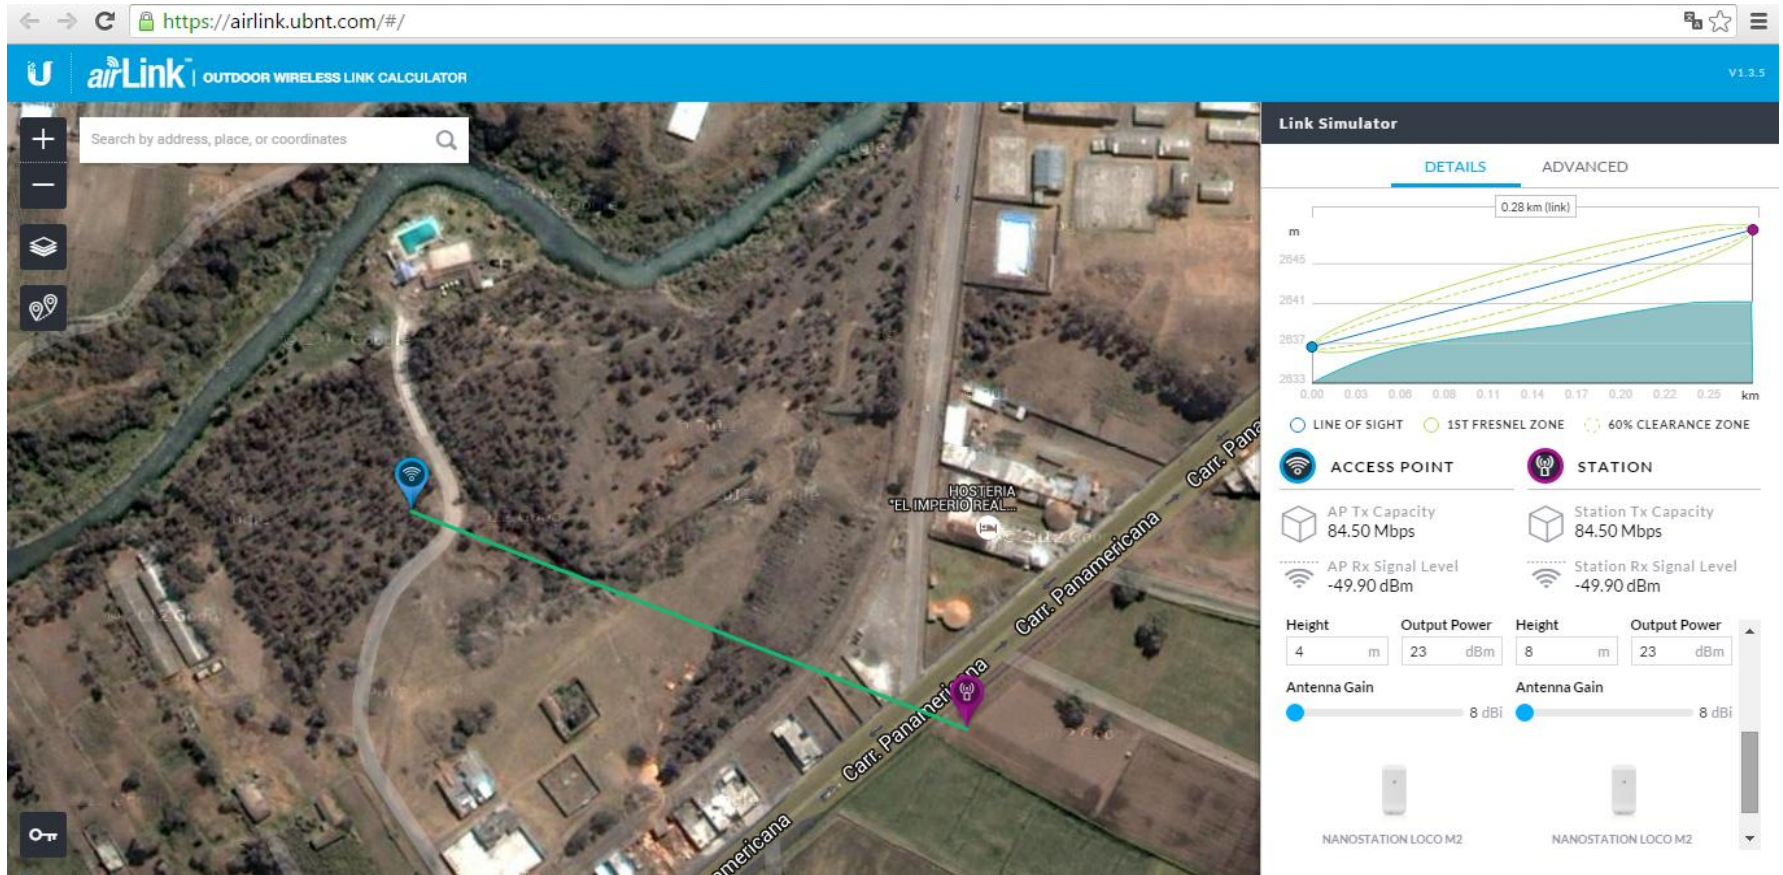 https://airlink.ubnt.com/#/
airLink™ | OUTDOOR WIRELESS LINK CALCULATOR
V1.3.5
Search by address, place, or coordinates
HOSTERIA
"EL IMPERIO REAL...
Carr. Pana
Carr. Panamericana
Carr. Panamericana
americana
Link Simulator
DETAILS ADVANCED
0.28 km (link)
m
2645
2641
2637
2633
0.00 0.03 0.06 0.08 0.11 0.14 0.17 0.20 0.22 0.25 km
LINE OF SIGHT 1ST FRESNEL ZONE 60% CLEARANCE ZONE
ACCESS POINT STATION
AP Tx Capacity Station Tx Capacity
84.50 Mbps 84.50 Mbps
AP Rx Signal Level Station Rx Signal Level
-49.90 dBm -49.90 dBm
Height Output Power Height Output Power
4 m 23 dBm 8 m 23 dBm
Antenna Gain Antenna Gain
8 dBi 8 dBi
NANOSTATION LOCO M2 NANOSTATION LOCO M2